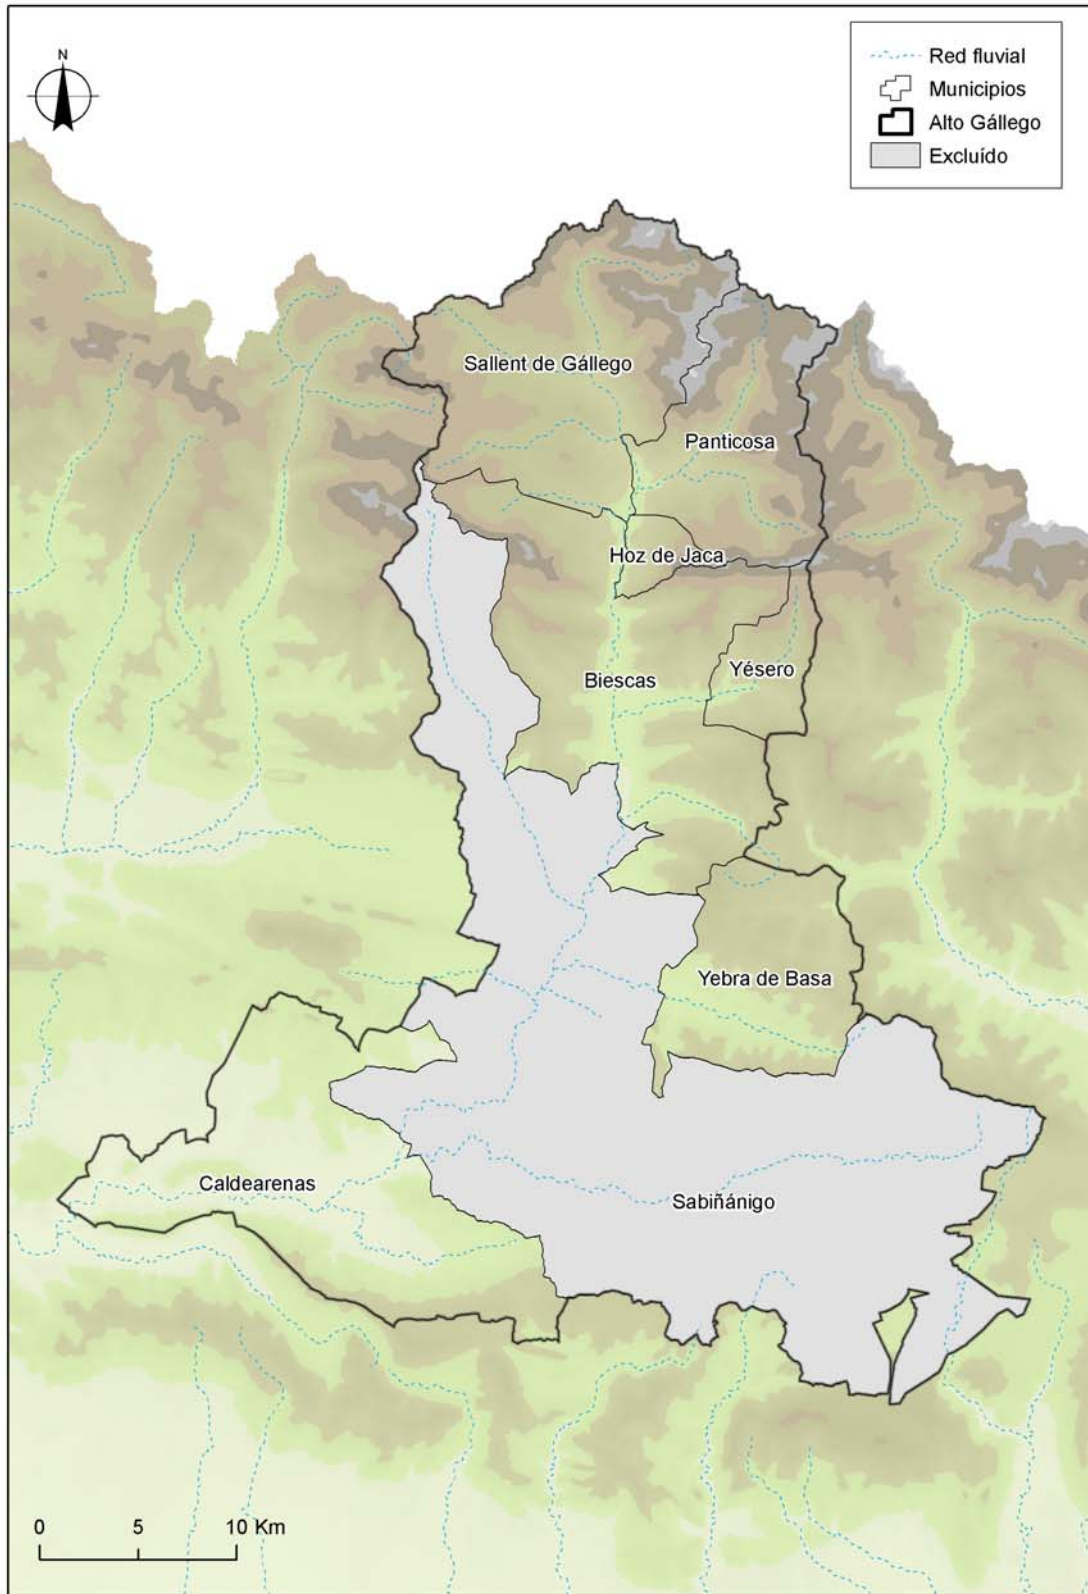 N
Red fluvial
Municipios
Alto Gállego
Excluído
Sallent de Gállego
Panticosa
Hoz de Jaca
Biescas
Yésero
Yebra de Basa
Caldearenas
Sabiñánigo
0 5 10 Km